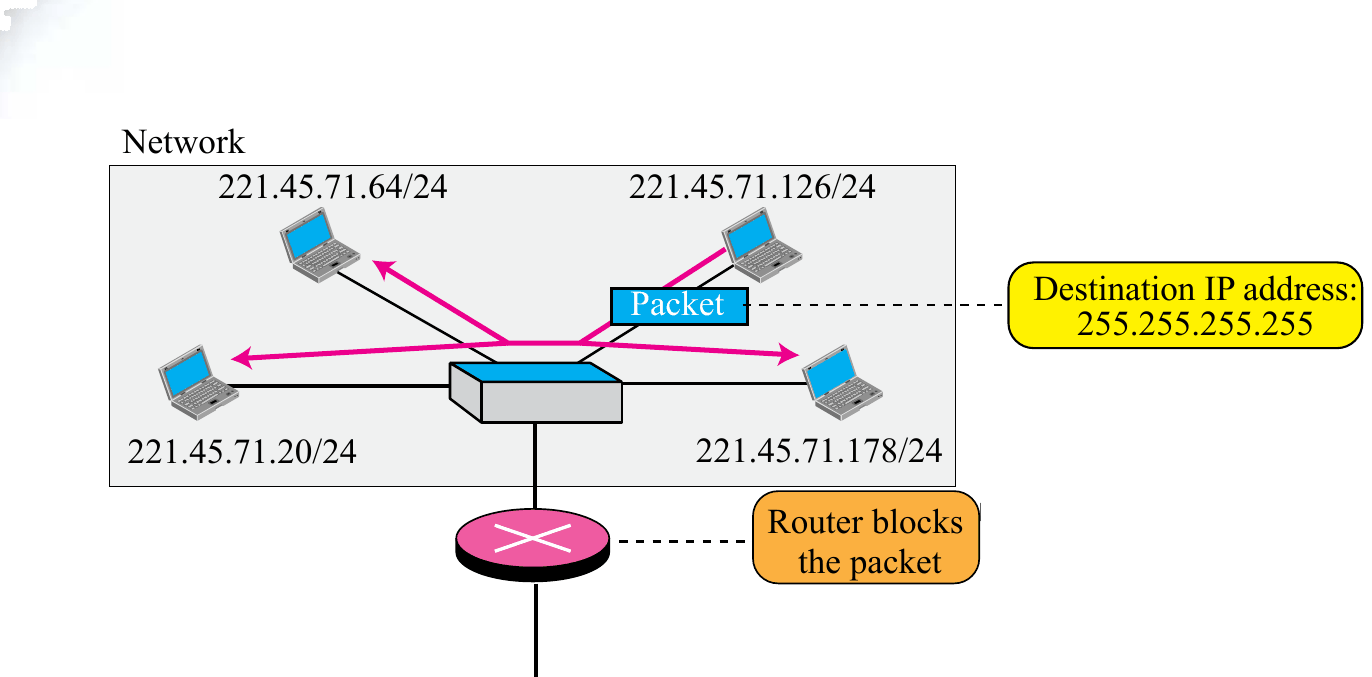 Network
221.45.71.64/24
221.45.71.126/24
Packet
Destination IP address:
255.255.255.255
221.45.71.20/24
221.45.71.178/24
Router blocks
the packet